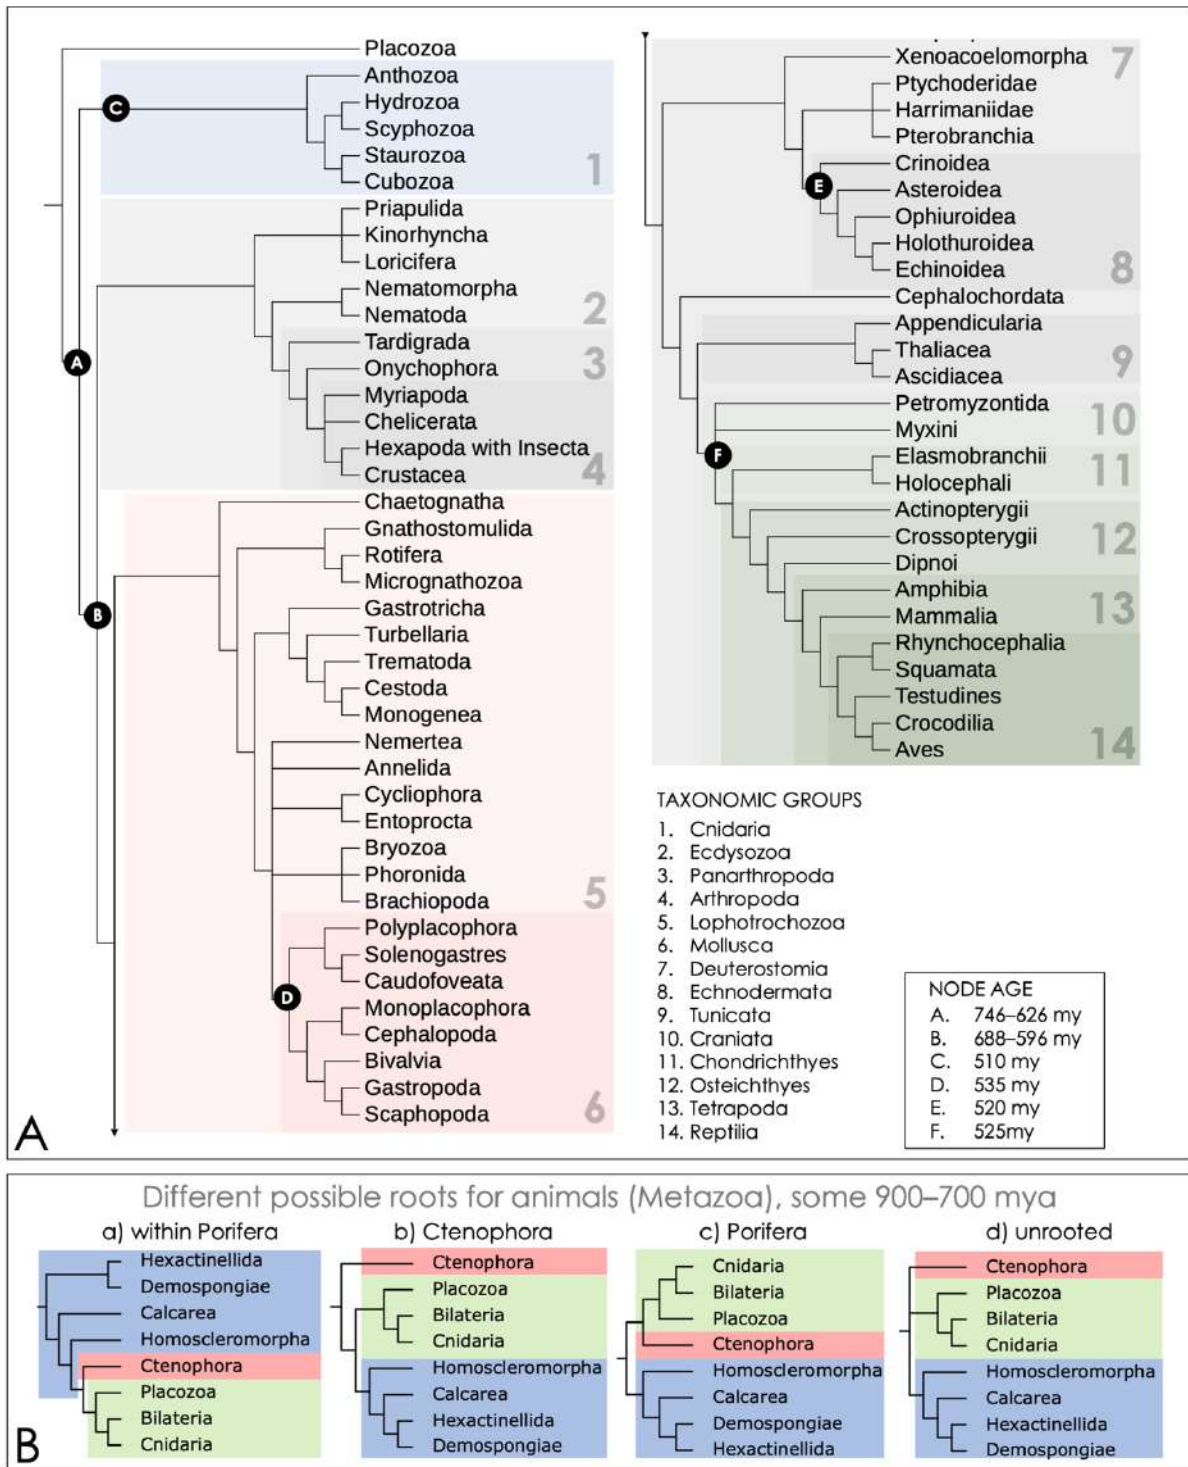 Placozoa
Anthozoa
C
Hydrozoa
Scyphozoa
Staurozoa
1
Cubozoa
Priapulida
Kinorhyncha
Loricifera
Nematomorpha
2
Nematoda
Tardigrada
3
A
Onychophora
Myriapoda
Chelicerata
Hexapoda with Insecta
4
Crustacea
Chaetognatha
Gnathostomulida
Rotifera
Micrognathozoa
B
Gastrotricha
Turbellaria
Trematoda
Cestoda
Monogenea
Nemertea
Annelida
Cycliophora
Entoprocta
Bryozoa
Phoronida
5
Brachiopoda
Polyplacophora
Solenogastres
Caudofoveata
D
Monoplacophora
Cephalopoda
Bivalvia
Gastropoda
6
Scaphopoda
A
Xenoacoelomorpha
7
Ptychoderidae
Harrimaniidae
Pterobranchia
Crinoidea
E
Asteroidea
Ophiuroidea
Holothuroidea
8
Echinoidea
Cephalochordata
Appendicularia
Thaliacea
9
Ascidiacea
Petromyzontida
10
Myxini
F
Elasmobranchii
11
Holocephali
Actinopterygii
Crossopterygii
12
Dipnoi
Amphibia
13
Mammalia
Rhynchocephalia
Squamata
Testudines
Crocodilia
Aves
14
TAXONOMIC GROUPS
1. Cnidaria
2. Ecdysozoa
3. Panarthropoda
4. Arthropoda
5. Lophotrochozoa
6. Mollusca
7. Deuterostomia
8. Echnodermata
9. Tunicata
10. Craniata
11. Chondrichthyes
12. Osteichthyes
13. Tetrapoda
14. Reptilia
NODE AGE
A. 746–626 my
B. 688–596 my
C. 510 my
D. 535 my
E. 520 my
F. 525my
Different possible roots for animals (Metazoa), some 900–700 mya
a) within Porifera
Hexactinellida
Demospongiae
Calcarea
Homoscleromorpha
Ctenophora
Placozoa
Bilateria
Cnidaria
b) Ctenophora
Ctenophora
Placozoa
Bilateria
Cnidaria
Homoscleromorpha
Calcarea
Hexactinellida
Demospongiae
c) Porifera
Cnidaria
Bilateria
Placozoa
Ctenophora
Homoscleromorpha
Calcarea
Demospongiae
Hexactinellida
d) unrooted
Ctenophora
Placozoa
Bilateria
Cnidaria
Homoscleromorpha
Calcarea
Hexactinellida
Demospongiae
B